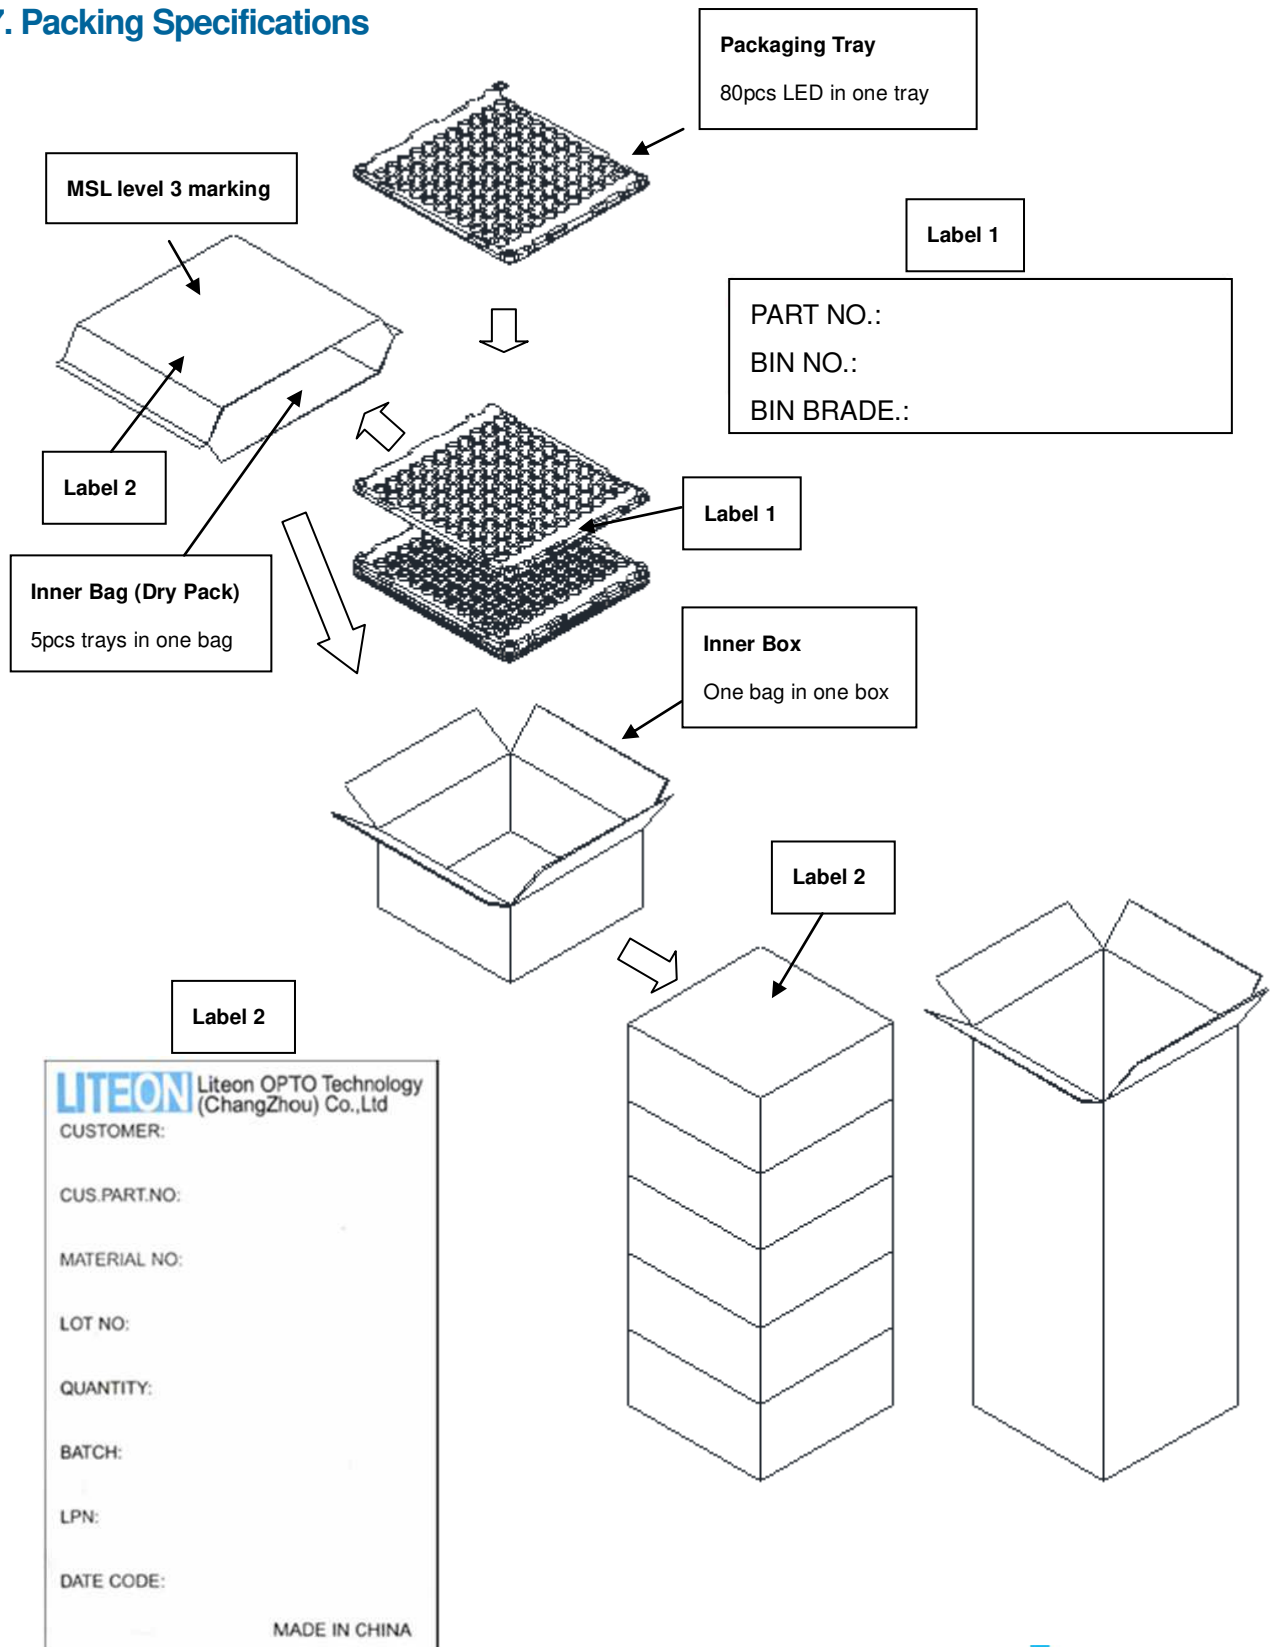 7. Packing Specifications
Packaging Tray
80pcs LED in one tray
MSL level 3 marking
Label 1
PART NO.:
BIN NO.:
BIN BRADE.:
Label 2
Label 1
Inner Bag (Dry Pack)
5pcs trays in one bag
Inner Box
One bag in one box
Label 2
Label 2
LITEON Liteon OPTO Technology
(ChangZhou) Co.,Ltd
CUSTOMER:
CUS.PART.NO:
MATERIAL NO:
LOT NO:
QUANTITY:
BATCH:
LPN:
DATE CODE:
MADE IN CHINA